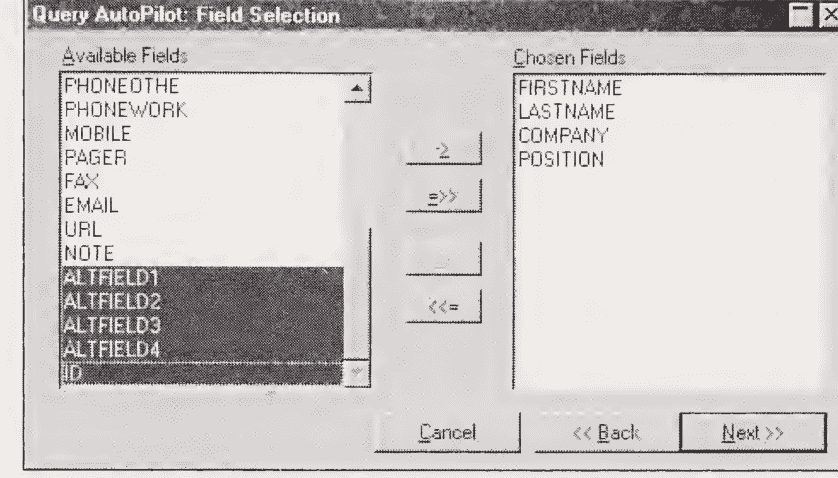 Query AutoPilot: Field Selection
Available Fields
PHONEOTHE
PHONEWORK
MOBILE
PAGER
FAX
EMAIL
URL
NOTE
ALTFIELD1
ALTFIELD2
ALTFIELD3
ALTFIELD4
ID
->
=>>
<<=
Chosen Fields
FIRSTNAME
LASTNAME
COMPANY
POSITION
Cancel
<< Back
Next >>